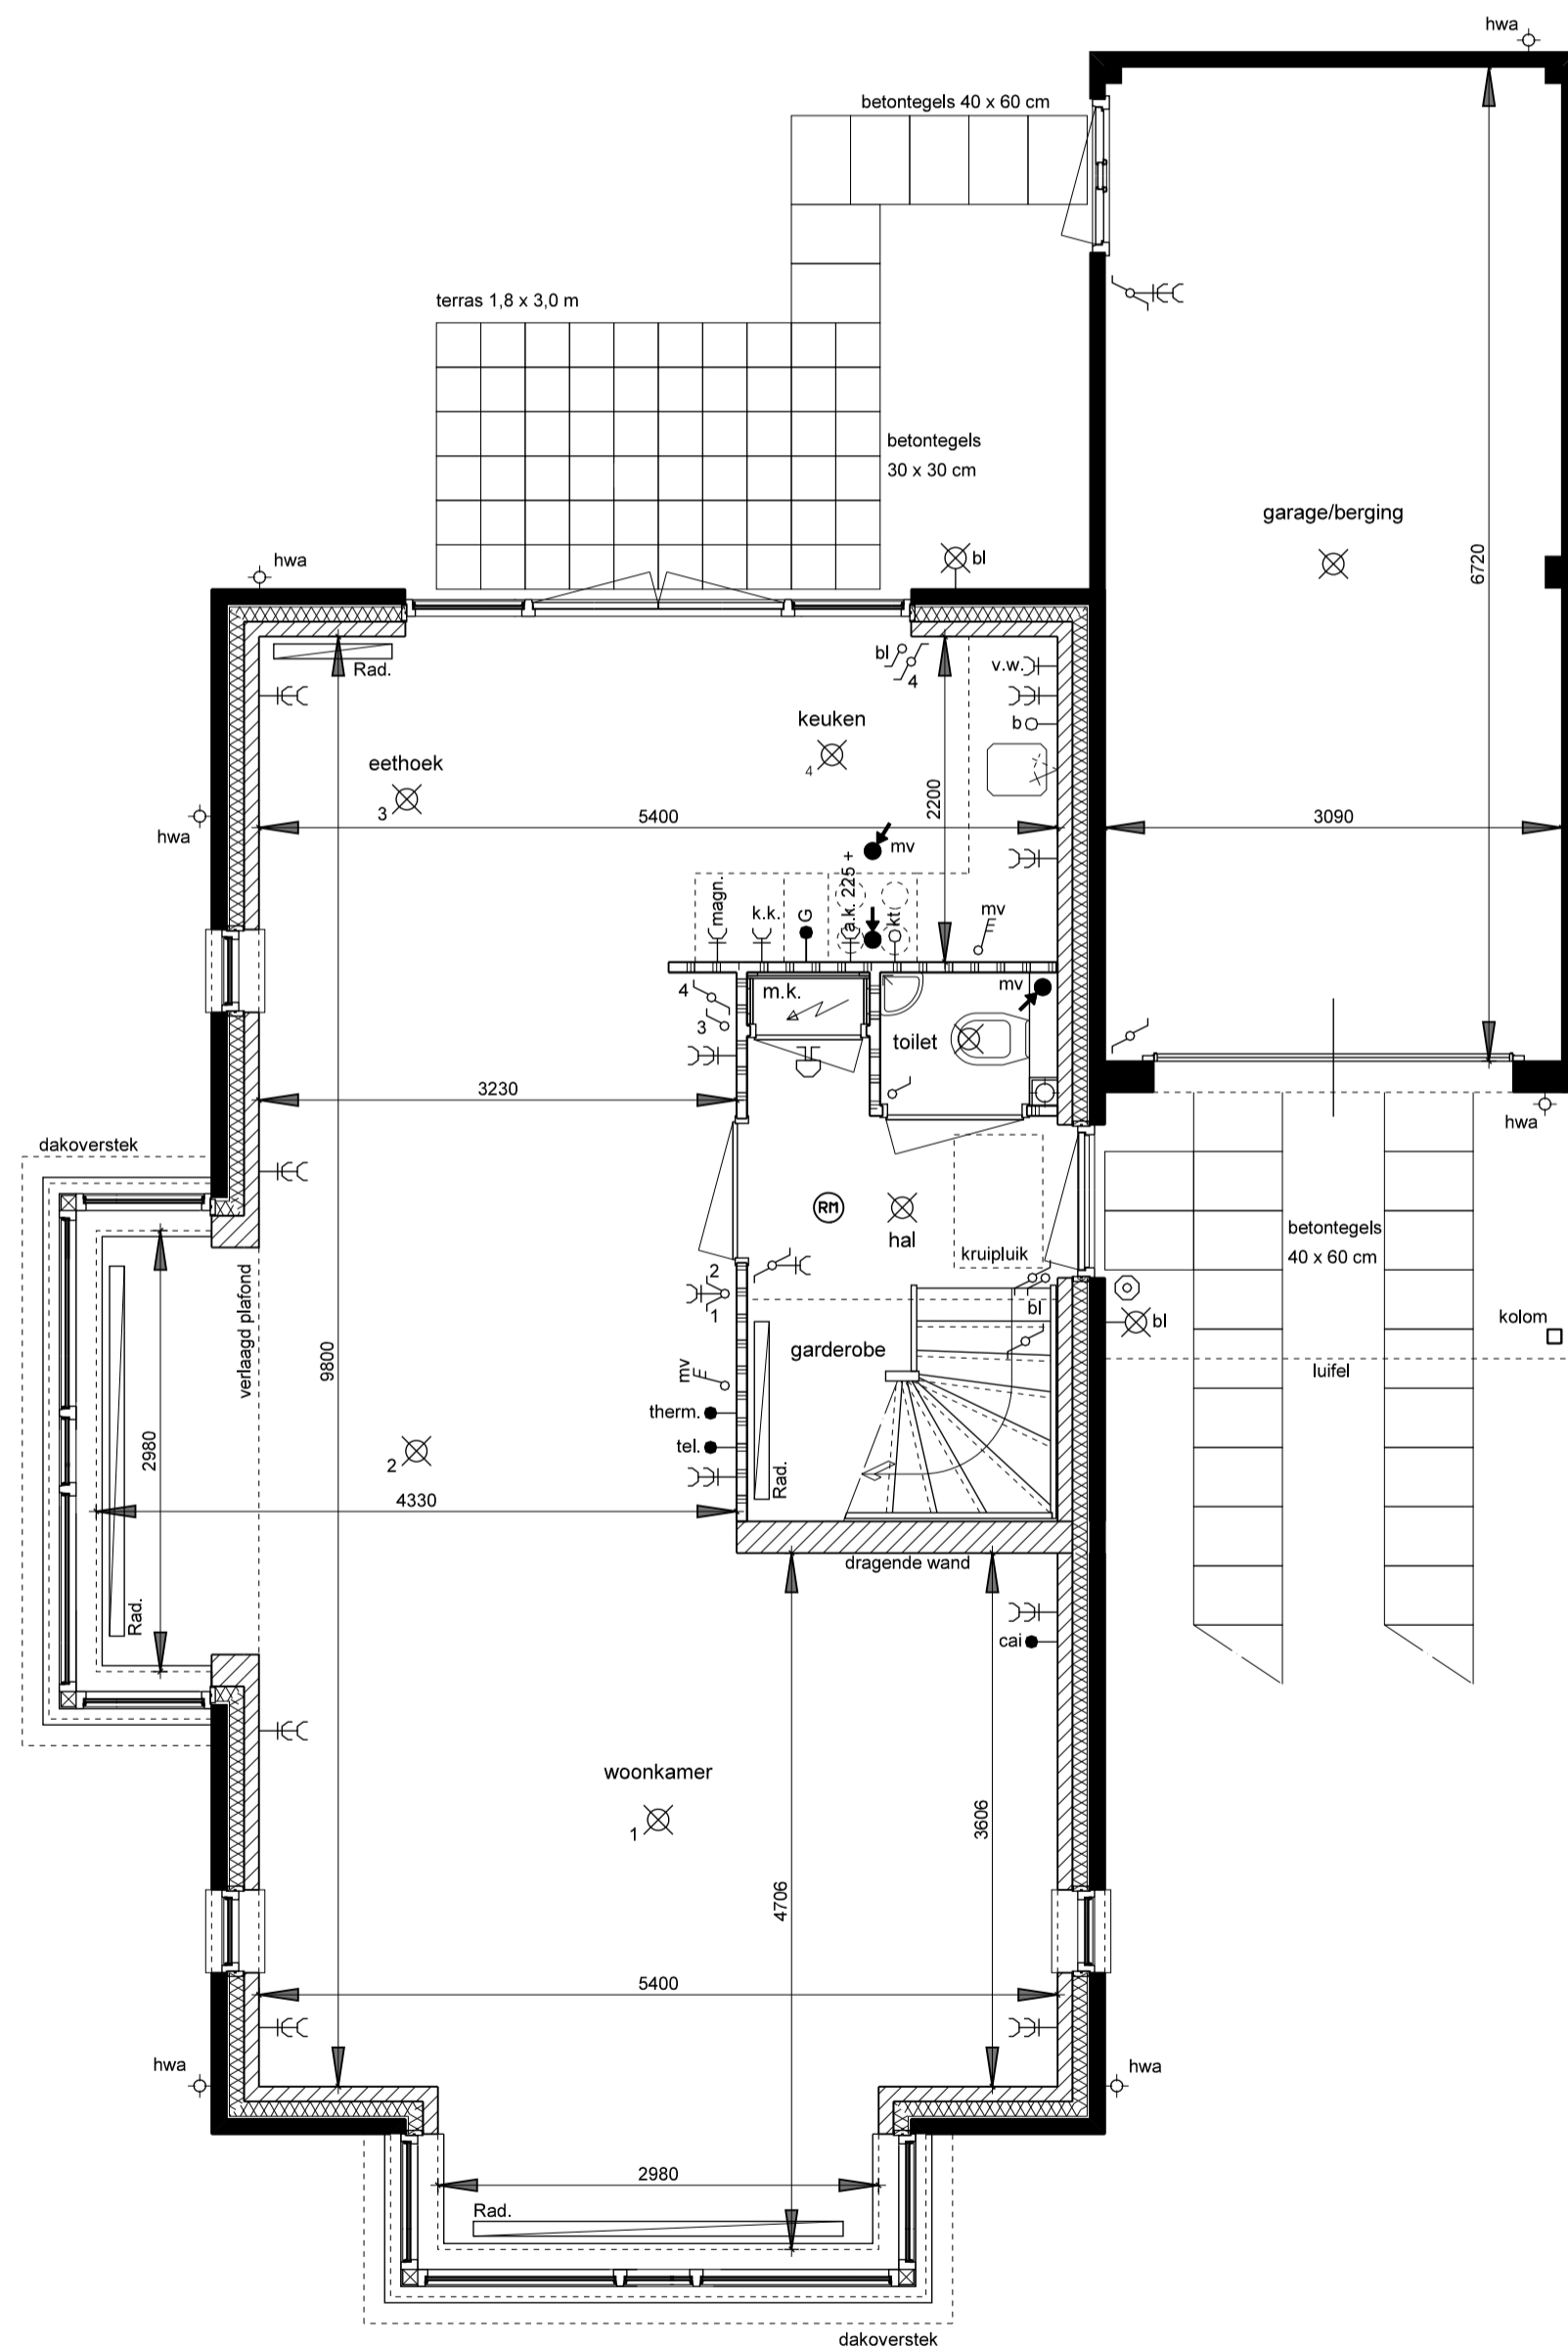 hwa
betontegels 40 x 60 cm
terras 1,8 x 3,0 m
betontegels
30 x 30 cm
garage/berging
6720
hwa
bl
Rad.
bl
4
v.w.
keuken
4
b
eethoek
3
hwa
5400
2200
3090
mv
magn.
k.k.
G
a.k. 225 +
kt
mv
4
3
m.k.
mv
toilet
3230
hwa
dakoverstek
RM
hal
kruipluik
betontegels
40 x 60 cm
verlaagd plafond
2
1
bl
bl
kolom
9800
garderobe
luifel
mv
therm.
tel.
2980
2
4330
Rad.
Rad.
dragende wand
cai
woonkamer
1
3606
4706
5400
hwa
hwa
2980
Rad.
dakoverstek